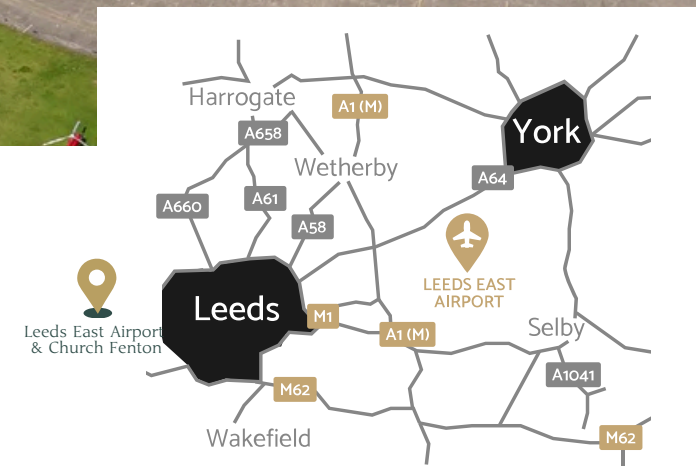 Harrogate
A1 (M)
A658
York
Wetherby
A64
A61
A660
A58
LEEDS EAST
AIRPORT
Leeds
M1
Leeds East Airport
& Church Fenton
A1 (M)
Selby
A1041
M62
Wakefield
M62